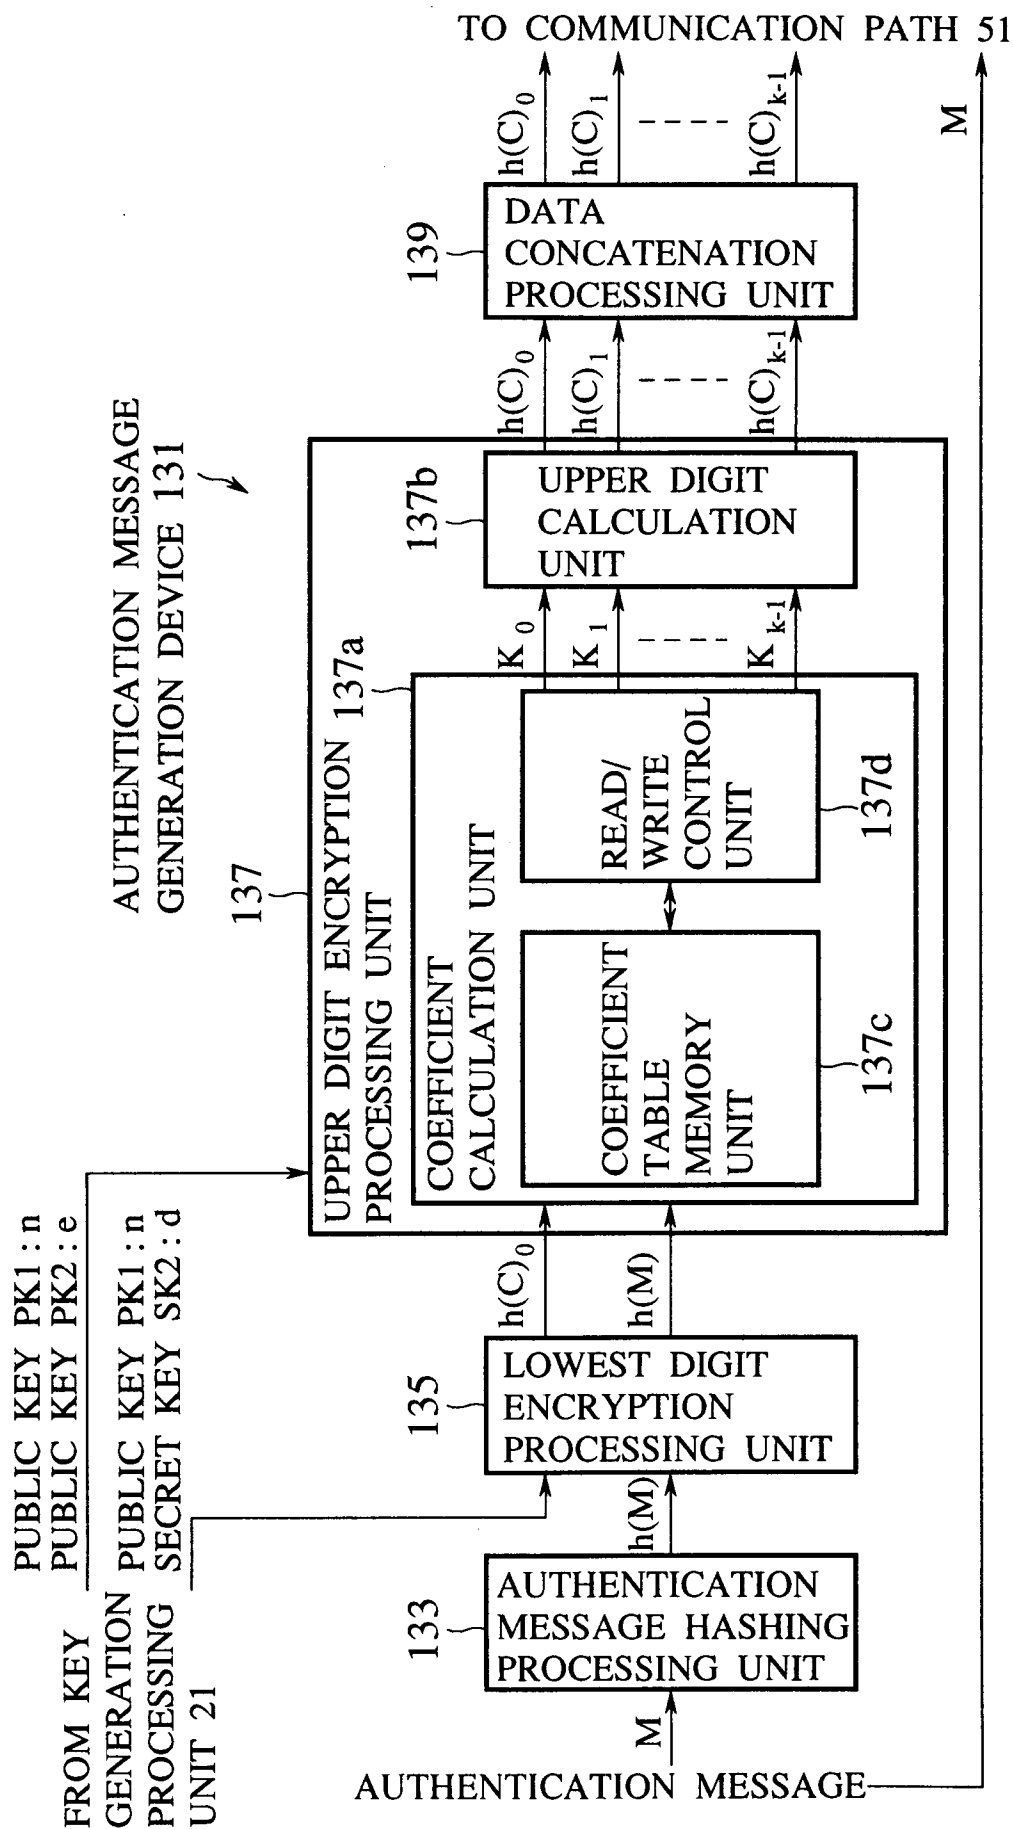 AUTHENTICATION MESSAGE
GENERATION DEVICE 131
FROM KEY
GENERATION
PROCESSING
UNIT 21
PUBLIC KEY PK1 : n
PUBLIC KEY PK2 : e
PUBLIC KEY PK1 : n
SECRET KEY SK2 : d
AUTHENTICATION MESSAGE
M
133
AUTHENTICATION
MESSAGE HASHING
PROCESSING UNIT
h(M)
135
LOWEST DIGIT
ENCRYPTION
PROCESSING UNIT
h(C)0
h(M)
137
UPPER DIGIT ENCRYPTION
PROCESSING UNIT
137a
COEFFICIENT
CALCULATION UNIT
COEFFICIENT
TABLE
MEMORY
UNIT
137c
READ/
WRITE
CONTROL
UNIT
137d
K0
K1
Kk-1
137b
UPPER DIGIT
CALCULATION
UNIT
h(C)0
h(C)1
h(C)k-1
139
DATA
CONCATENATION
PROCESSING UNIT
h(C)0
h(C)1
h(C)k-1
M
TO COMMUNICATION PATH 51